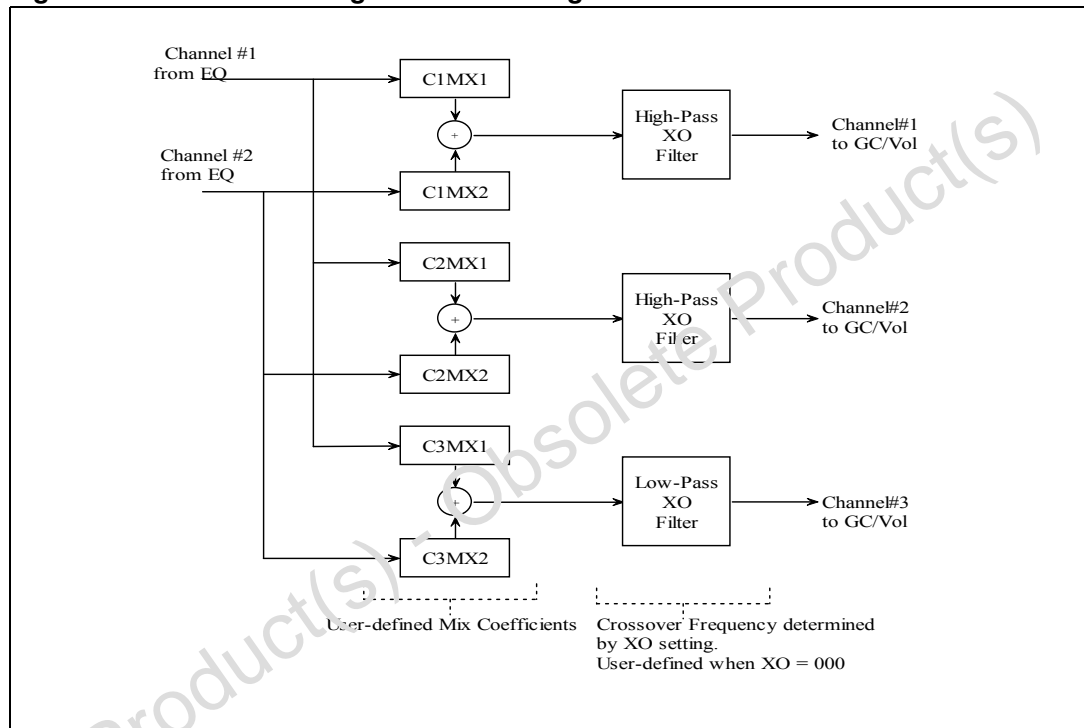 Channel #1
from EQ
C1MX1
+
High-Pass
XO
Filter
Channel#1
to GC/Vol
Channel #2
from EQ
C1MX2
C2MX1
+
High-Pass
XO
Filter
Channel#2
to GC/Vol
C2MX2
C3MX1
+
Low-Pass
XO
Filter
Channel#3
to GC/Vol
C3MX2
User-defined Mix Coefficients
Crossover Frequency determined
by XO setting.
User-defined when XO = 000
Product(s) - Obsolete Product(s)